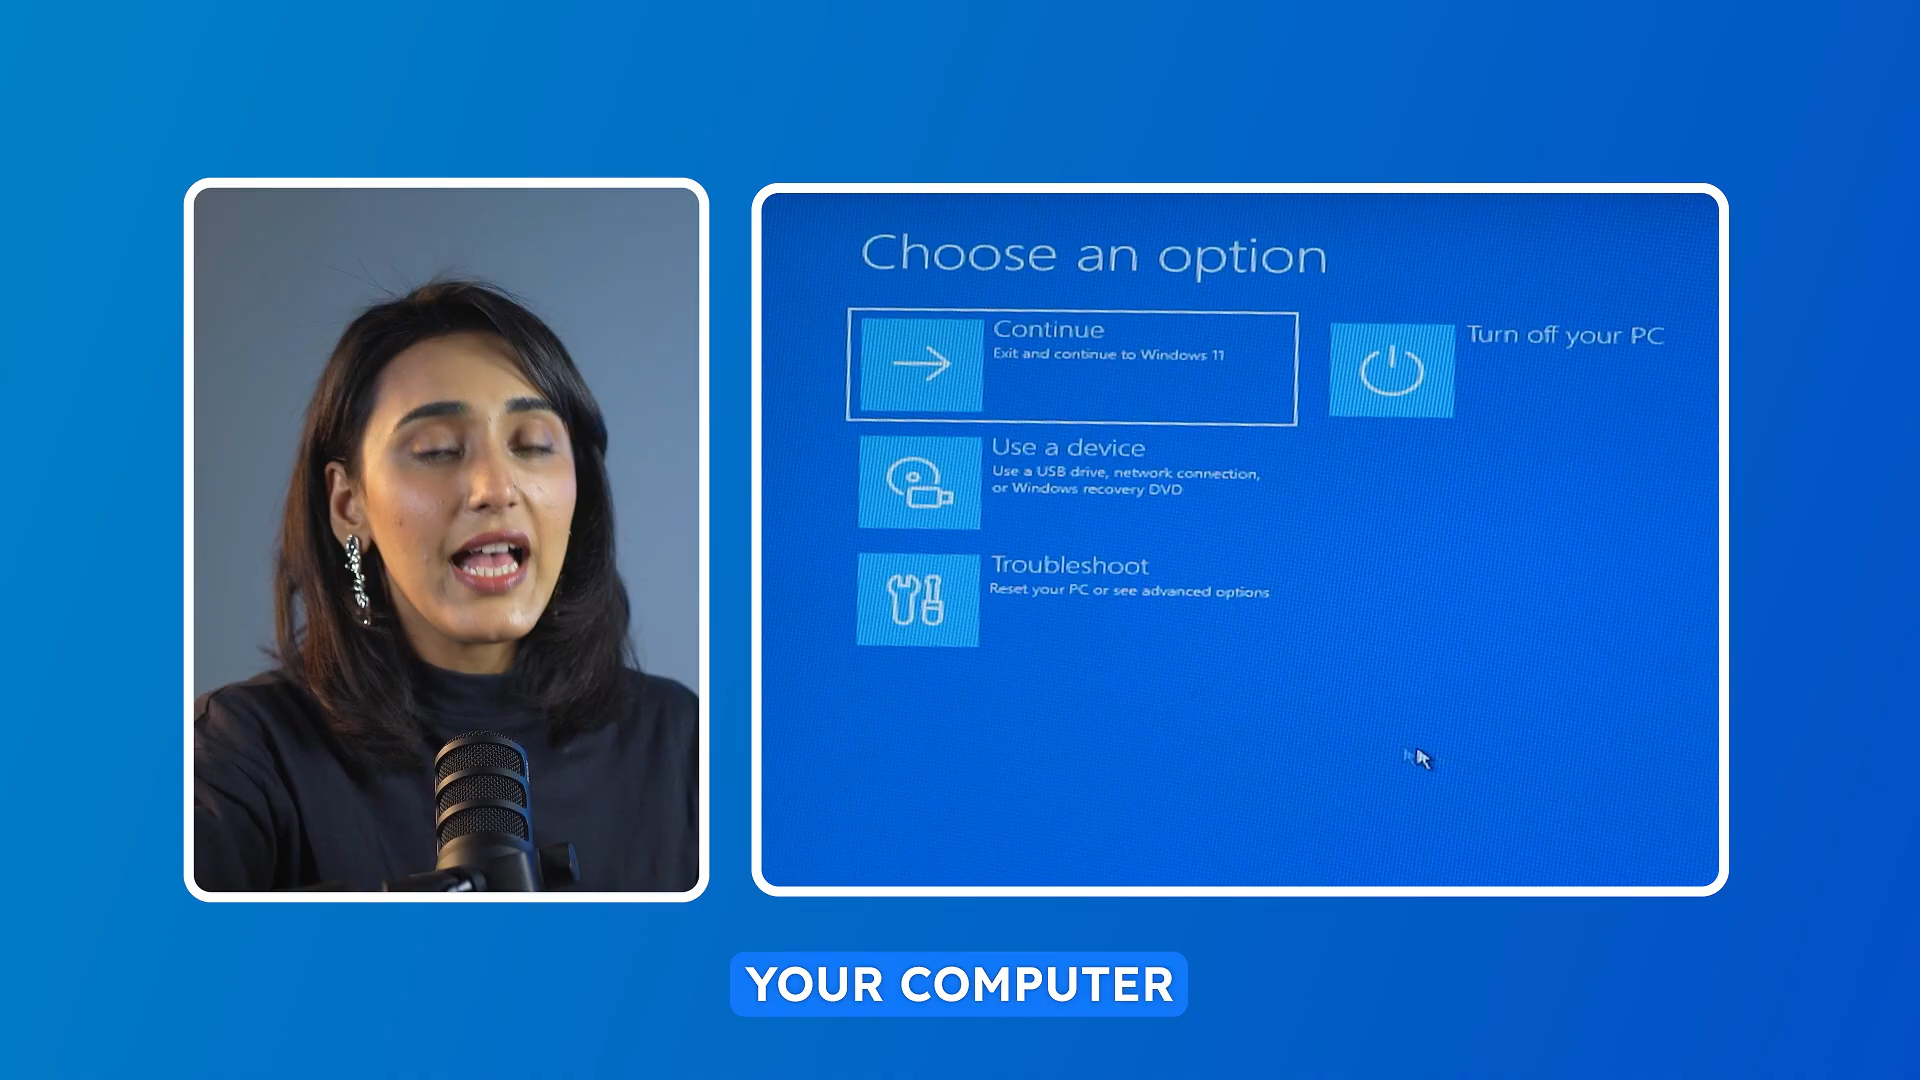 Choose an option
Continue
Exit and continue to Windows 11
Turn off your PC
Use a device
Use a USB drive, network connection,
or Windows recovery DVD
Troubleshoot
Reset your PC or see advanced options
YOUR COMPUTER